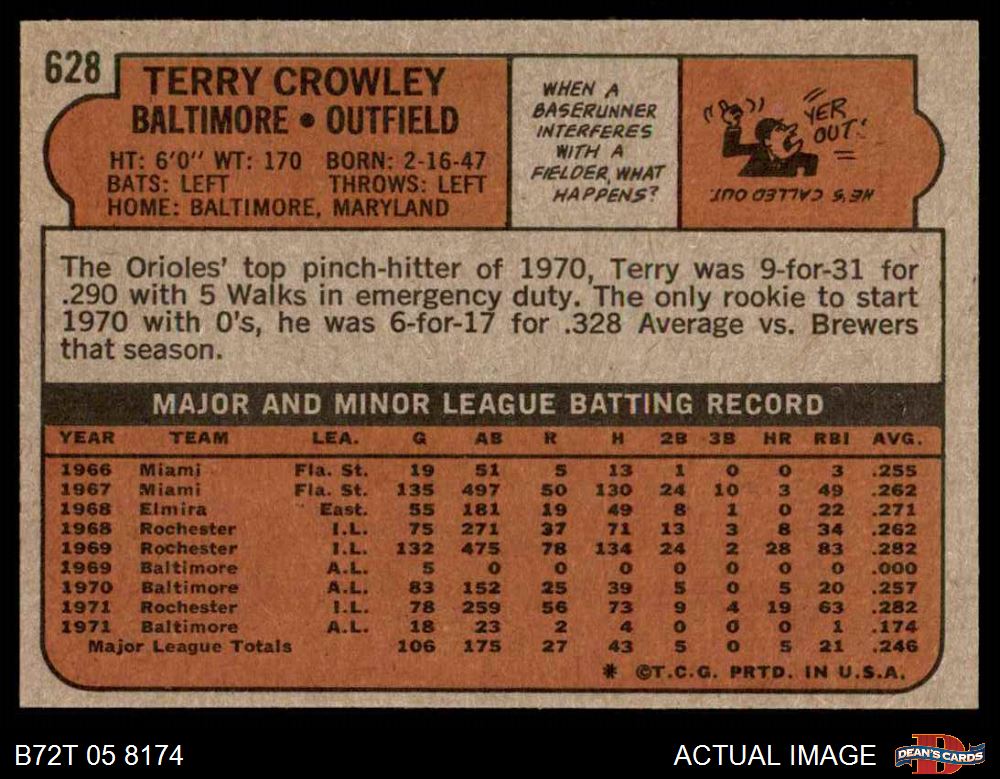 628
TERRY CROWLEY
BALTIMORE • OUTFIELD
HT: 6'0" WT: 170 BORN: 2-16-47
BATS: LEFT THROWS: LEFT
HOME: BALTIMORE, MARYLAND
WHEN A
BASERUNNER
INTERFERES
WITH A
FIELDER, WHAT
HAPPENS?
YER
OUT!
HE'S CALLED OUT.
The Orioles' top pinch-hitter of 1970, Terry was 9-for-31 for
.290 with 5 Walks in emergency duty. The only rookie to start
1970 with O's, he was 6-for-17 for .328 Average vs. Brewers
that season.
MAJOR AND MINOR LEAGUE BATTING RECORD
YEAR TEAM LEA. G AB R H 2B 3B HR RBI AVG.
1966 Miami Fla. St. 19 51 5 13 1 0 0 3 .255
1967 Miami Fla. St. 135 497 50 130 24 10 3 49 .262
1968 Elmira East. 55 181 19 49 8 1 0 22 .271
1968 Rochester I.L. 75 271 37 71 13 3 8 34 .262
1969 Rochester I.L. 132 475 78 134 24 2 28 83 .282
1969 Baltimore A.L. 5 0 0 0 0 0 0 0 .000
1970 Baltimore A.L. 83 152 25 39 5 0 5 20 .257
1971 Rochester I.L. 78 259 56 73 9 4 19 63 .282
1971 Baltimore A.L. 18 23 2 4 0 0 0 1 .174
Major League Totals 106 175 27 43 5 0 5 21 .246
* ©T.C.G. PRTD. IN U.S.A.
B72T 05 8174
ACTUAL IMAGE
D
DEAN'S CARDS